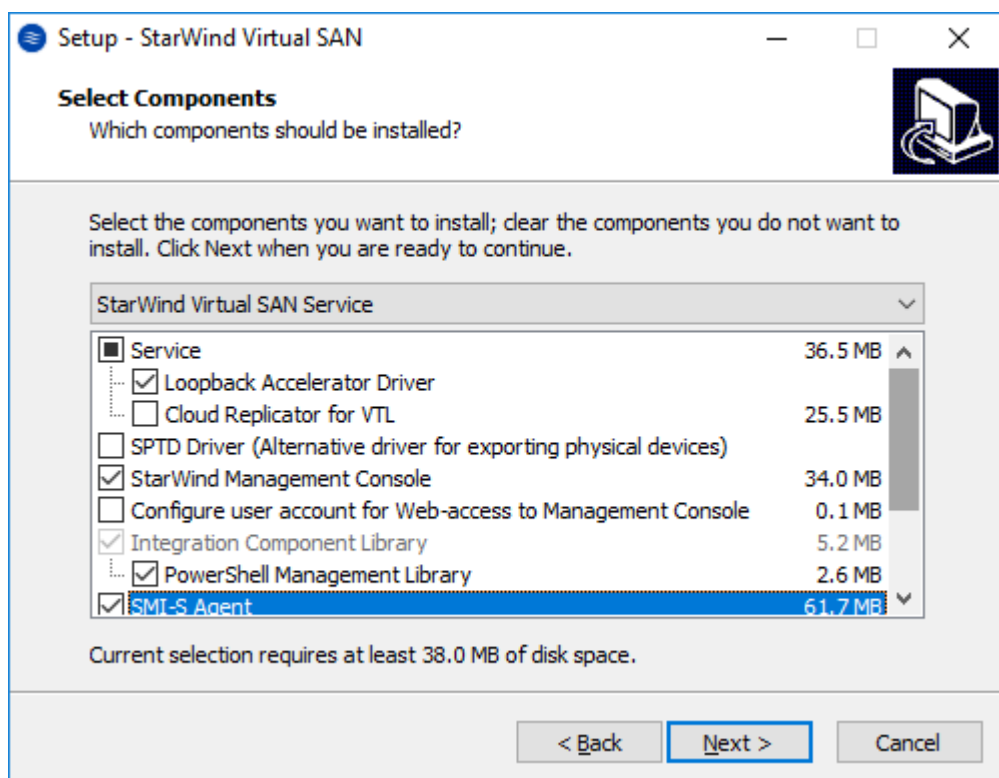 Setup - StarWind Virtual SAN
Select Components
Which components should be installed?
Select the components you want to install; clear the components you do not want to
install. Click Next when you are ready to continue.
StarWind Virtual SAN Service
Service 36.5 MB
Loopback Accelerator Driver
Cloud Replicator for VTL 25.5 MB
SPTD Driver (Alternative driver for exporting physical devices)
StarWind Management Console 34.0 MB
Configure user account for Web-access to Management Console 0.1 MB
Integration Component Library 5.2 MB
PowerShell Management Library 2.6 MB
SMI-S Agent 61.7 MB
Current selection requires at least 38.0 MB of disk space.
< Back Next > Cancel